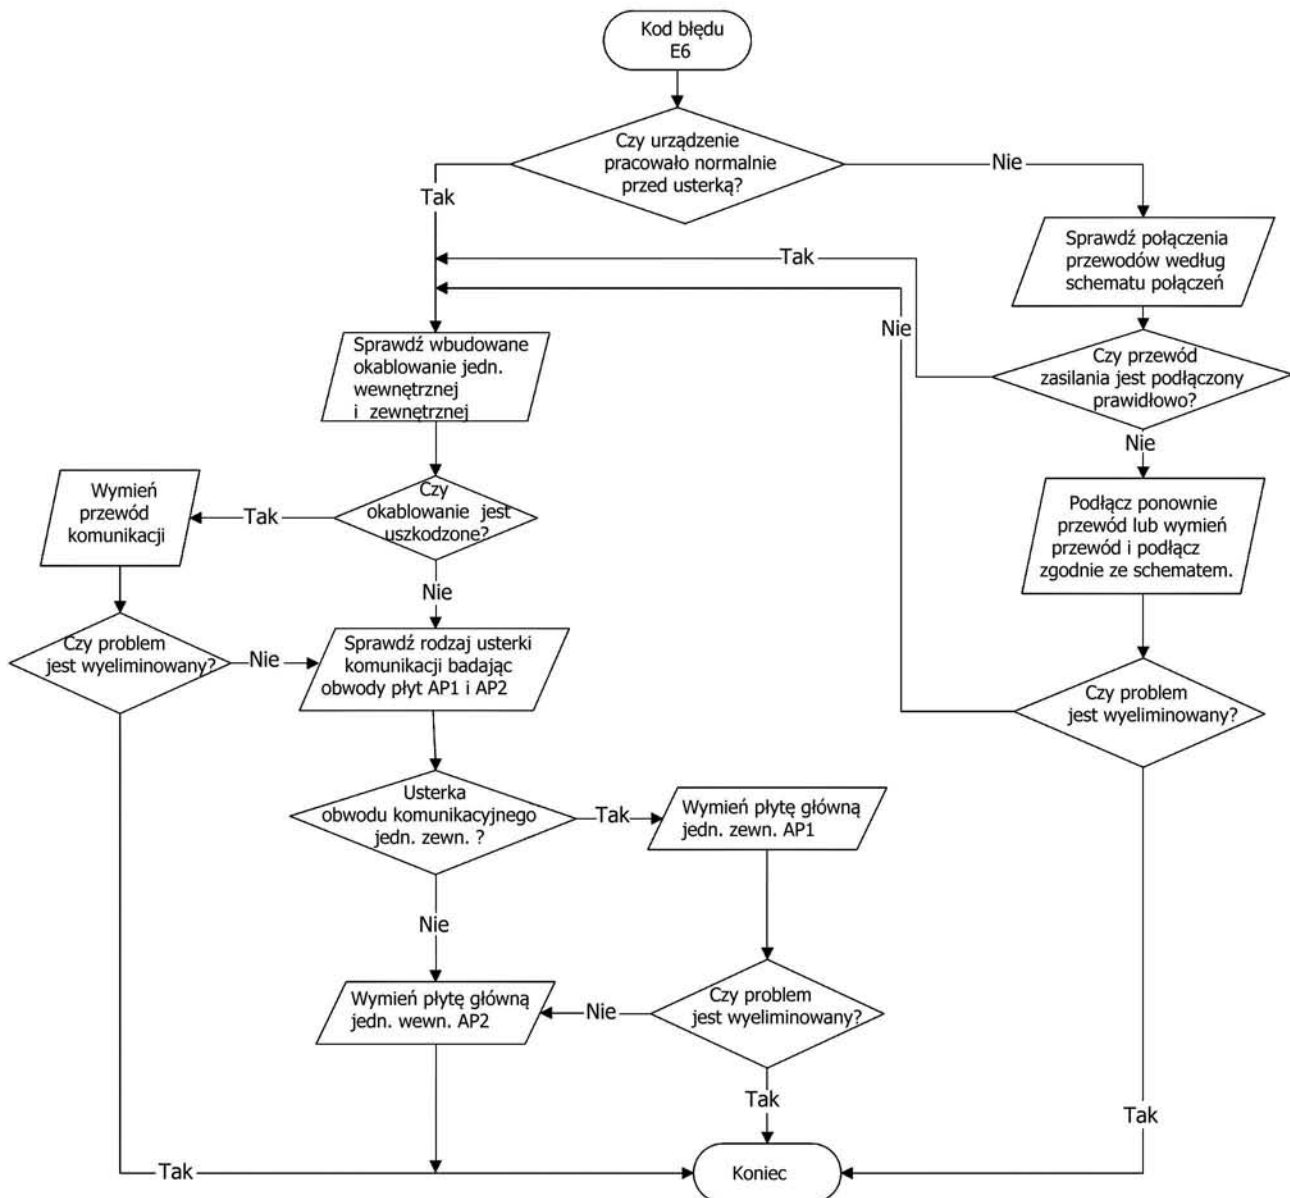 Kod błędu
E6
Czy urządzenie
pracowało normalnie
przed usterką?
Nie
Tak
Sprawdź połączenia
przewodów według
schematu połączeń
Tak
Nie
Czy przewód
zasilania jest podłączony
prawidłowo?
Sprawdź wbudowane
okablowanie jedn.
wewnętrznej
i zewnętrznej
Nie
Wymień
przewód
komunikacji
Tak
Czy
okablowanie jest
uszkodzone?
Podłącz ponownie
przewód lub wymień
przewód i podłącz
zgodnie ze schematem.
Nie
Czy problem
jest wyeliminowany?
Nie
Sprawdź rodzaj usterki
komunikacji badając
obwody płyt AP1 i AP2
Czy problem
jest wyeliminowany?
Usterka
obwodu komunikacyjnego
jedn. zewn. ?
Tak
Wymień płytę główną
jedn. zewn. AP1
Nie
Wymień płytę główną
jedn. wewn. AP2
Nie
Czy problem
jest wyeliminowany?
Tak
Tak
Tak
Koniec